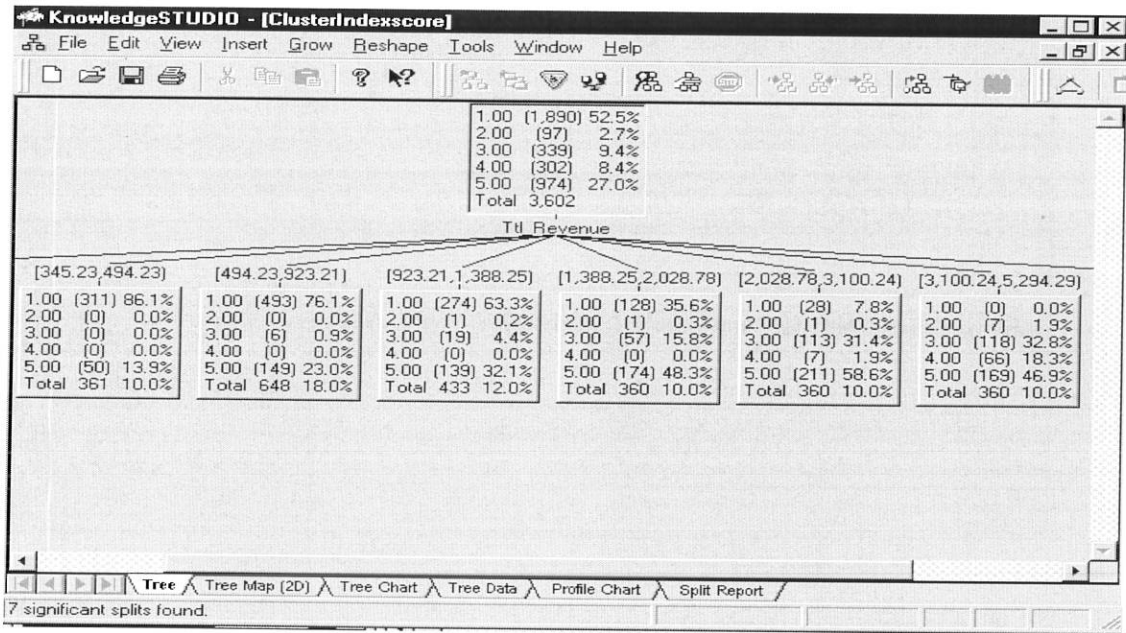 KnowledgeSTUDIO - [ClusterIndexscore]
File Edit View Insert Grow Reshape Tools Window Help
1.00 (1,890) 52.5%
2.00 (97) 2.7%
3.00 (339) 9.4%
4.00 (302) 8.4%
5.00 (974) 27.0%
Total 3,602
Ttl_Revenue
[345.23,494.23)
1.00 (311) 86.1%
2.00 (0) 0.0%
3.00 (0) 0.0%
4.00 (0) 0.0%
5.00 (50) 13.9%
Total 361 10.0%
[494.23,923.21)
1.00 (493) 76.1%
2.00 (0) 0.0%
3.00 (6) 0.9%
4.00 (0) 0.0%
5.00 (149) 23.0%
Total 648 18.0%
[923.21,1,388.25)
1.00 (274) 63.3%
2.00 (1) 0.2%
3.00 (19) 4.4%
4.00 (0) 0.0%
5.00 (139) 32.1%
Total 433 12.0%
[1,388.25,2,028.78)
1.00 (128) 35.6%
2.00 (1) 0.3%
3.00 (57) 15.8%
4.00 (0) 0.0%
5.00 (174) 48.3%
Total 360 10.0%
[2,028.78,3,100.24)
1.00 (28) 7.8%
2.00 (1) 0.3%
3.00 (113) 31.4%
4.00 (7) 1.9%
5.00 (211) 58.6%
Total 360 10.0%
[3,100.24,5,294.29)
1.00 (0) 0.0%
2.00 (7) 1.9%
3.00 (118) 32.8%
4.00 (66) 18.3%
5.00 (169) 46.9%
Total 360 10.0%
Tree Tree Map (2D) Tree Chart Tree Data Profile Chart Split Report
7 significant splits found.